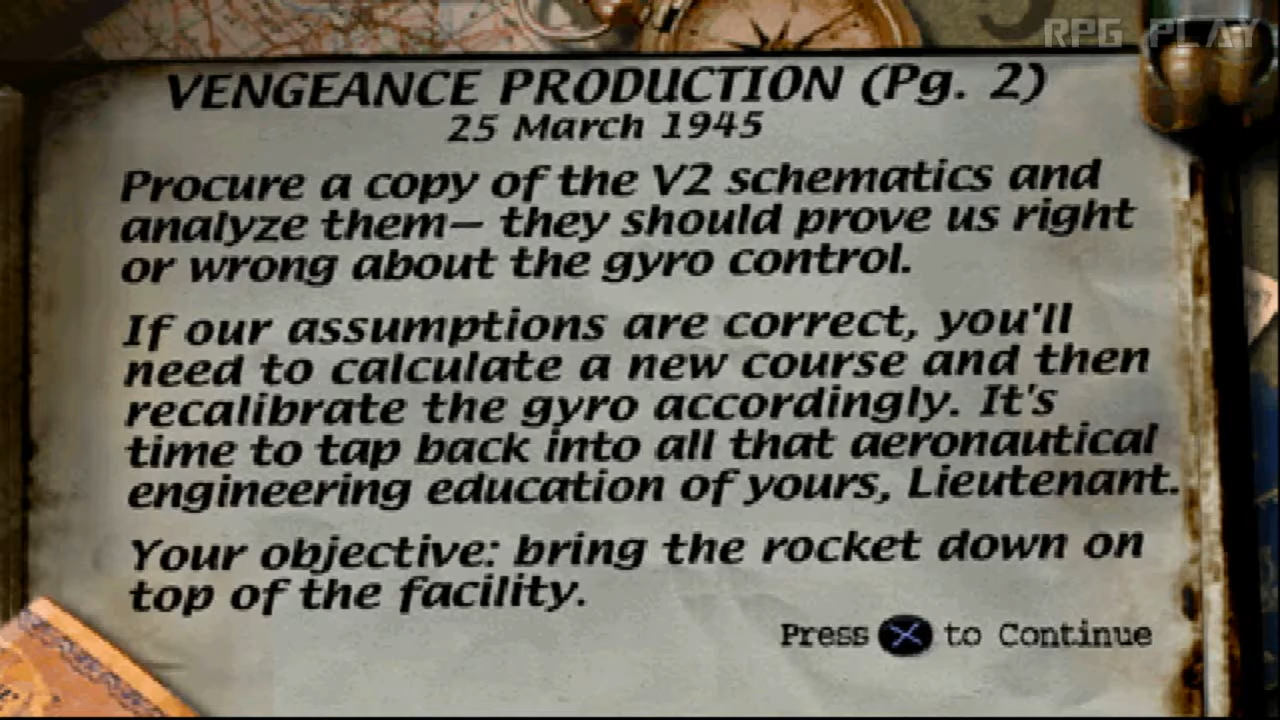 RPG PLAY
VENGEANCE PRODUCTION (Pg. 2)
25 March 1945
Procure a copy of the V2 schematics and
analyze them— they should prove us right
or wrong about the gyro control.
If our assumptions are correct, you'll
need to calculate a new course and then
recalibrate the gyro accordingly. It's
time to tap back into all that aeronautical
engineering education of yours, Lieutenant.
Your objective: bring the rocket down on
top of the facility.
Press X to Continue